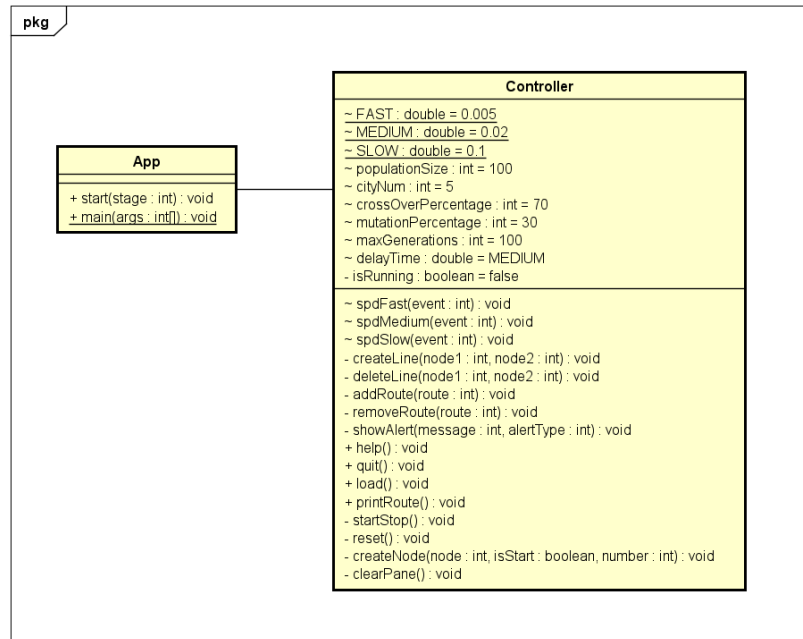 pkg
App
+ start(stage : int) : void
+ main(args : int[]) : void
Controller
~ FAST : double = 0.005
~ MEDIUM : double = 0.02
~ SLOW : double = 0.1
~ populationSize : int = 100
~ cityNum : int = 5
~ crossOverPercentage : int = 70
~ mutationPercentage : int = 30
~ maxGenerations : int = 100
~ delayTime : double = MEDIUM
- isRunning : boolean = false
~ spdFast(event : int) : void
~ spdMedium(event : int) : void
~ spdSlow(event : int) : void
- createLine(node1 : int, node2 : int) : void
- deleteLine(node1 : int, node2 : int) : void
- addRoute(route : int) : void
- removeRoute(route : int) : void
- showAlert(message : int, alertType : int) : void
+ help() : void
+ quit() : void
+ load() : void
+ printRoute() : void
- startStop() : void
- reset() : void
- createNode(node : int, isStart : boolean, number : int) : void
- clearPane() : void